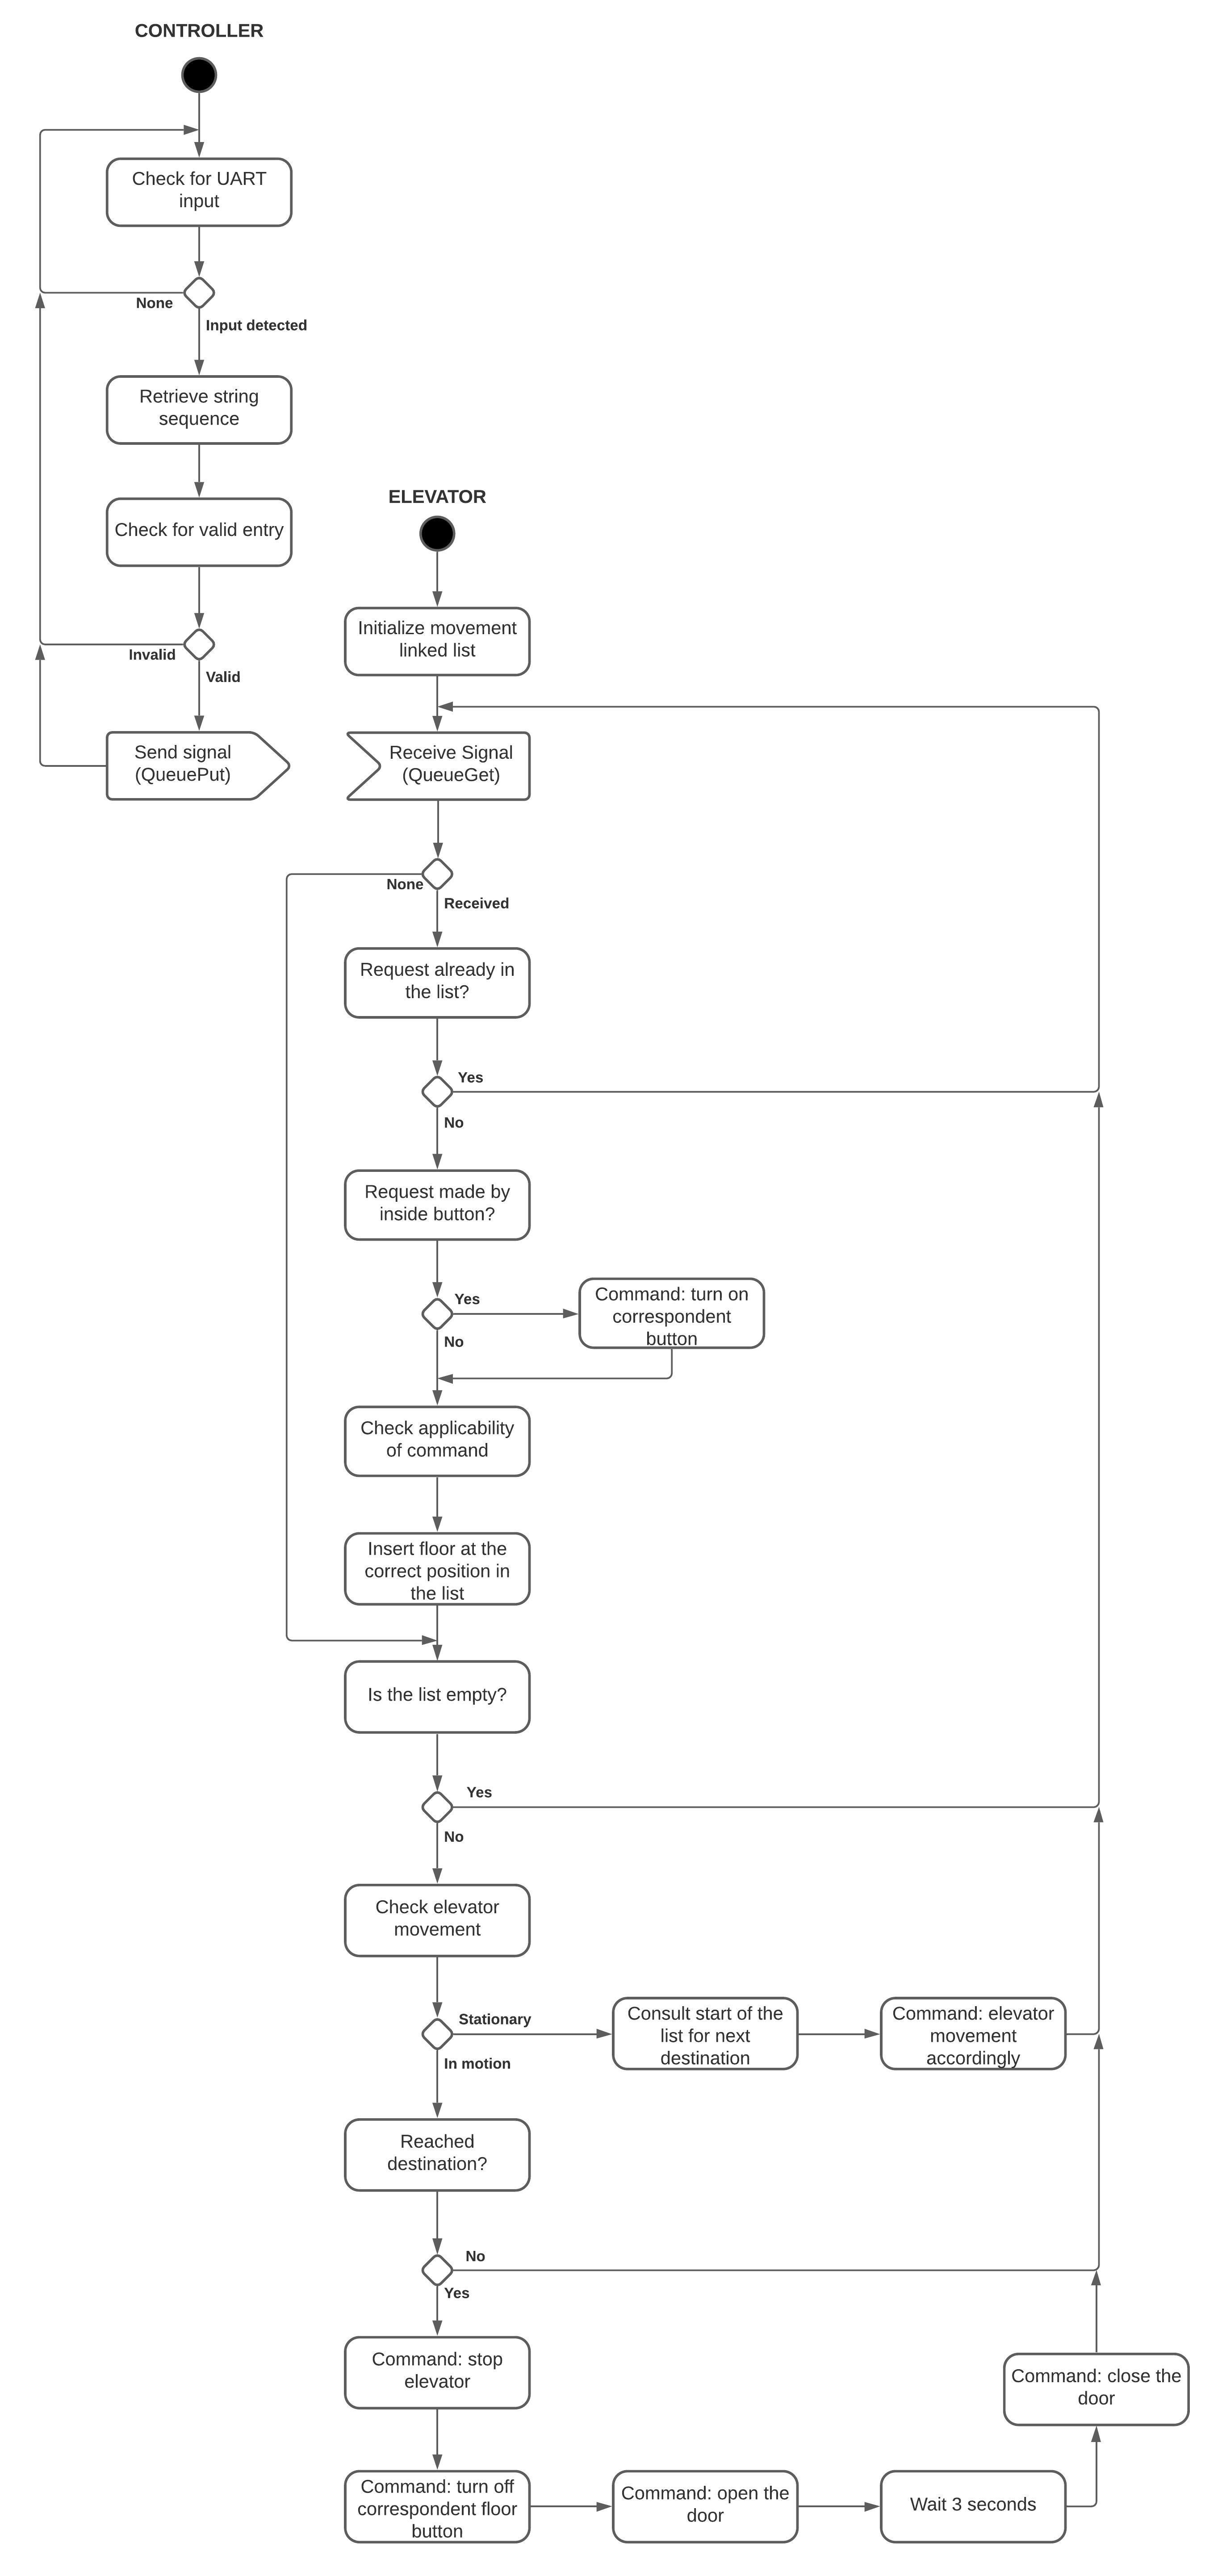 CONTROLLER
Check for UART
input
None
Input detected
Retrieve string
sequence
Check for valid entry
Invalid
Valid
Send signal
(QueuePut)
ELEVATOR
Initialize movement
linked list
Receive Signal
(QueueGet)
None
Received
Request already in
the list?
Yes
No
Request made by
inside button?
Yes
No
Command: turn on
correspondent
button
Check applicability
of command
Insert floor at the
correct position in
the list
Is the list empty?
Yes
No
Check elevator
movement
Stationary
In motion
Consult start of the
list for next
destination
Command: elevator
movement
accordingly
Reached
destination?
No
Yes
Command: stop
elevator
Command: turn off
correspondent floor
button
Command: open the
door
Wait 3 seconds
Command: close the
door